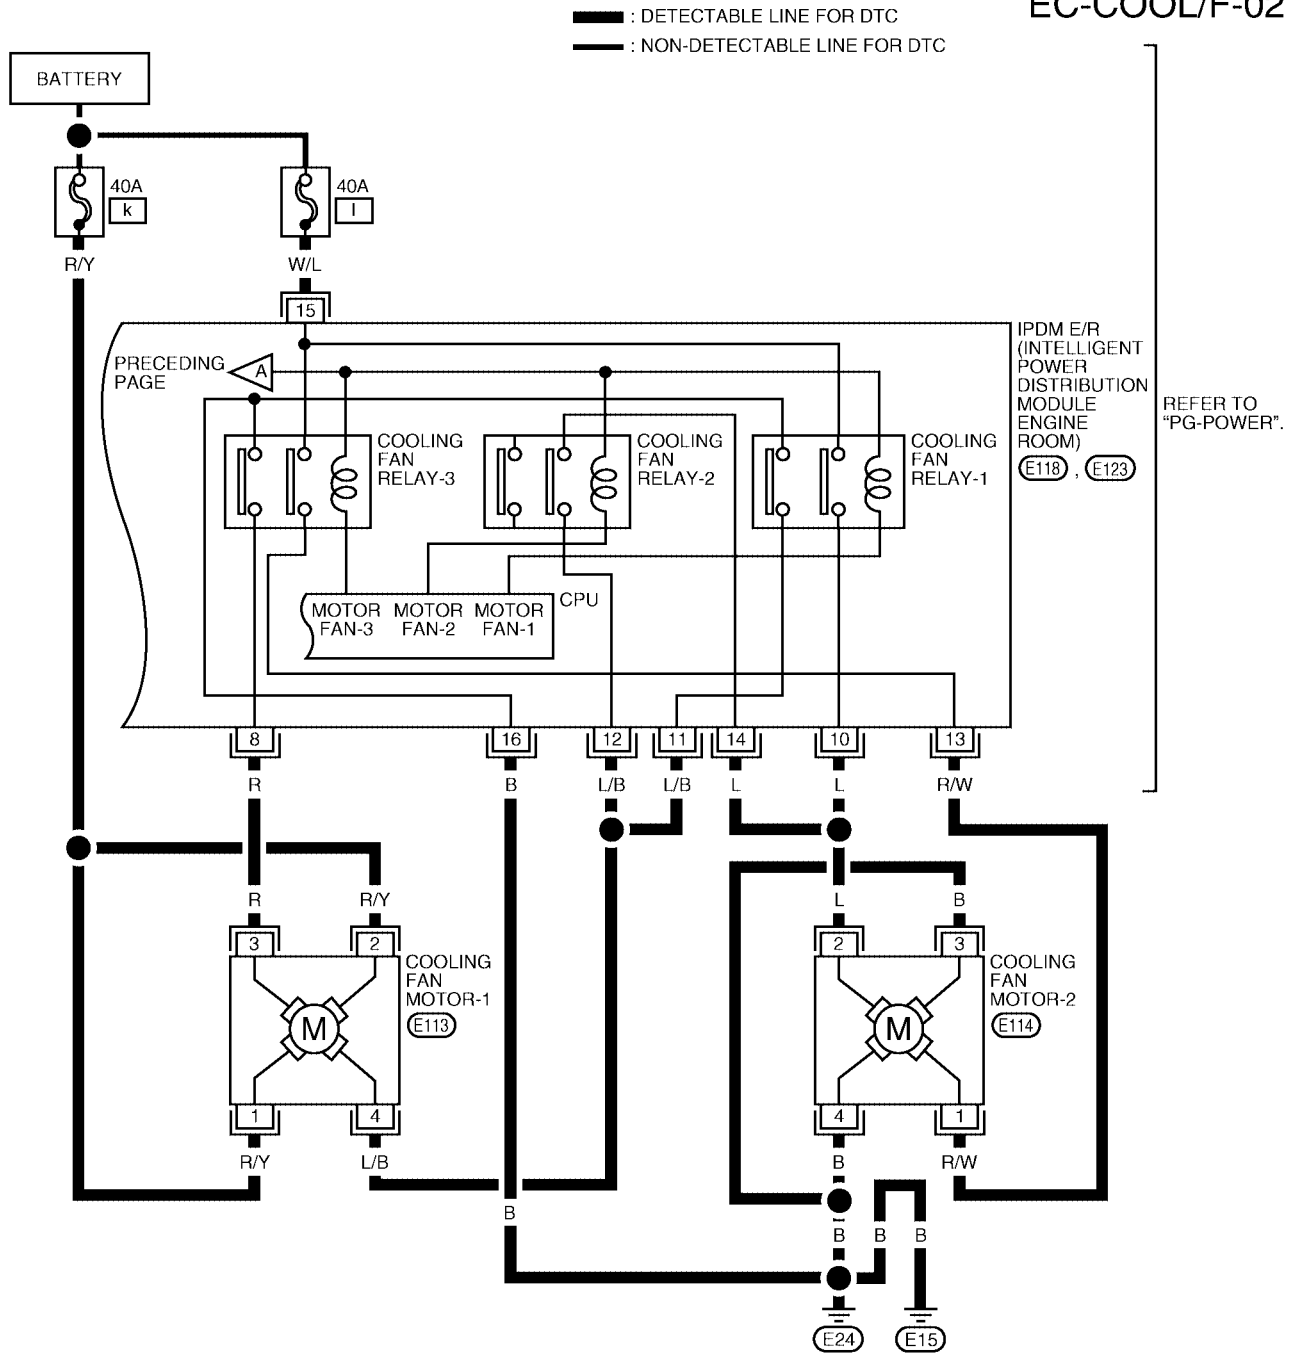 EC-COOL/F-02
: DETECTABLE LINE FOR DTC
: NON-DETECTABLE LINE FOR DTC
BATTERY
40A
k
40A
l
R/Y
W/L
15
IPDM E/R
(INTELLIGENT
POWER
DISTRIBUTION
MODULE
ENGINE
ROOM)
E118 , E123
REFER TO
“PG-POWER”.
PRECEDING
PAGE
A
COOLING
FAN
RELAY-3
COOLING
FAN
RELAY-2
COOLING
FAN
RELAY-1
CPU
MOTOR
FAN-3
MOTOR
FAN-2
MOTOR
FAN-1
8
16
12
11
14
10
13
R
B
L/B
L/B
L
L
R/W
R
R/Y
L
B
3
2
2
3
COOLING
FAN
MOTOR-1
E113
M
COOLING
FAN
MOTOR-2
E114
M
1
4
4
1
R/Y
L/B
B
R/W
B
B
B
B
E24
E15